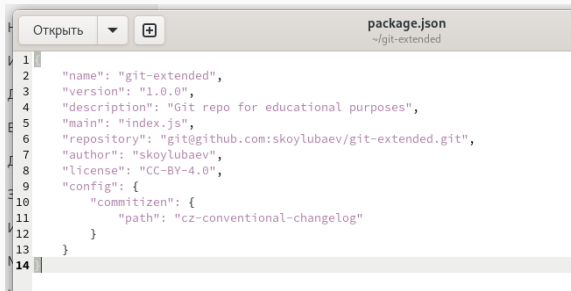 Открыть
package.json
~/git-extended
1 {
2 "name": "git-extended",
3 "version": "1.0.0",
4 "description": "Git repo for educational purposes",
5 "main": "index.js",
6 "repository": "git@github.com:skoylubaev/git-extended.git",
7 "author": "skoylubaev",
8 "license": "CC-BY-4.0",
9 "config": {
10 "commitizen": {
11 "path": "cz-conventional-changelog"
12 }
13 }
14 }